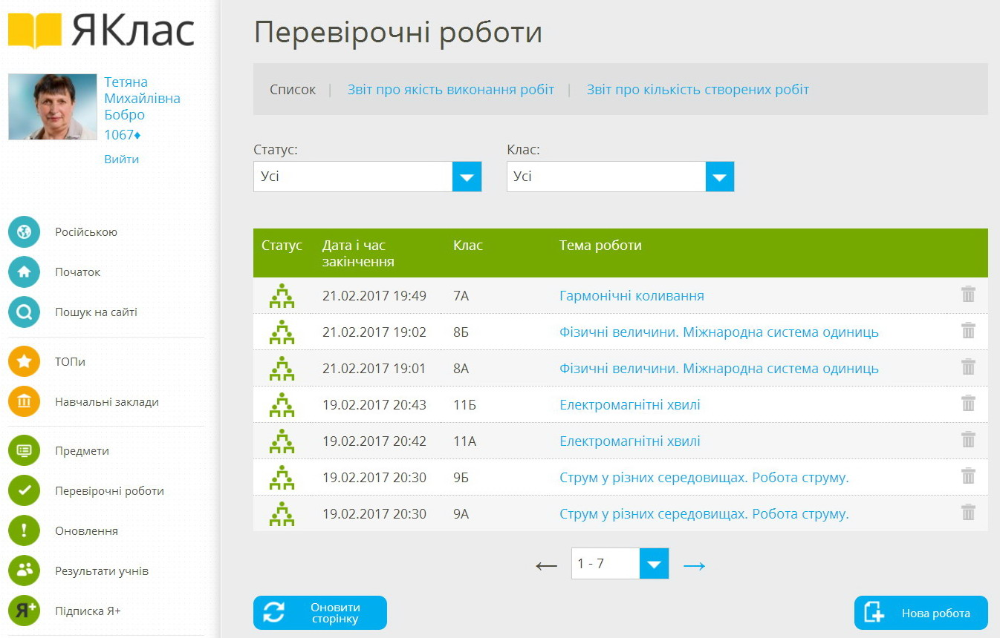 ЯКлас
Тетяна
Михайлівна
Бобро
1067♦
Вийти
Російською
Початок
Пошук на сайті
ТОПи
Навчальні заклади
Предмети
Перевірочні роботи
Оновлення
Результати учнів
Я+
Підписка Я+
Перевірочні роботи
Список | Звіт про якість виконання робіт | Звіт про кількість створених робіт
Статус: Клас:
Усі Усі
Статус Дата і час закінчення Клас Тема роботи
21.02.2017 19:49 7А Гармонічні коливання
21.02.2017 19:02 8Б Фізичні величини. Міжнародна система одиниць
21.02.2017 19:01 8А Фізичні величини. Міжнародна система одиниць
19.02.2017 20:43 11Б Електромагнітні хвилі
19.02.2017 20:42 11А Електромагнітні хвилі
19.02.2017 20:30 9Б Струм у різних середовищах. Робота струму.
19.02.2017 20:30 9А Струм у різних середовищах. Робота струму.
← 1 - 7 →
Оновити
сторінку
Нова робота